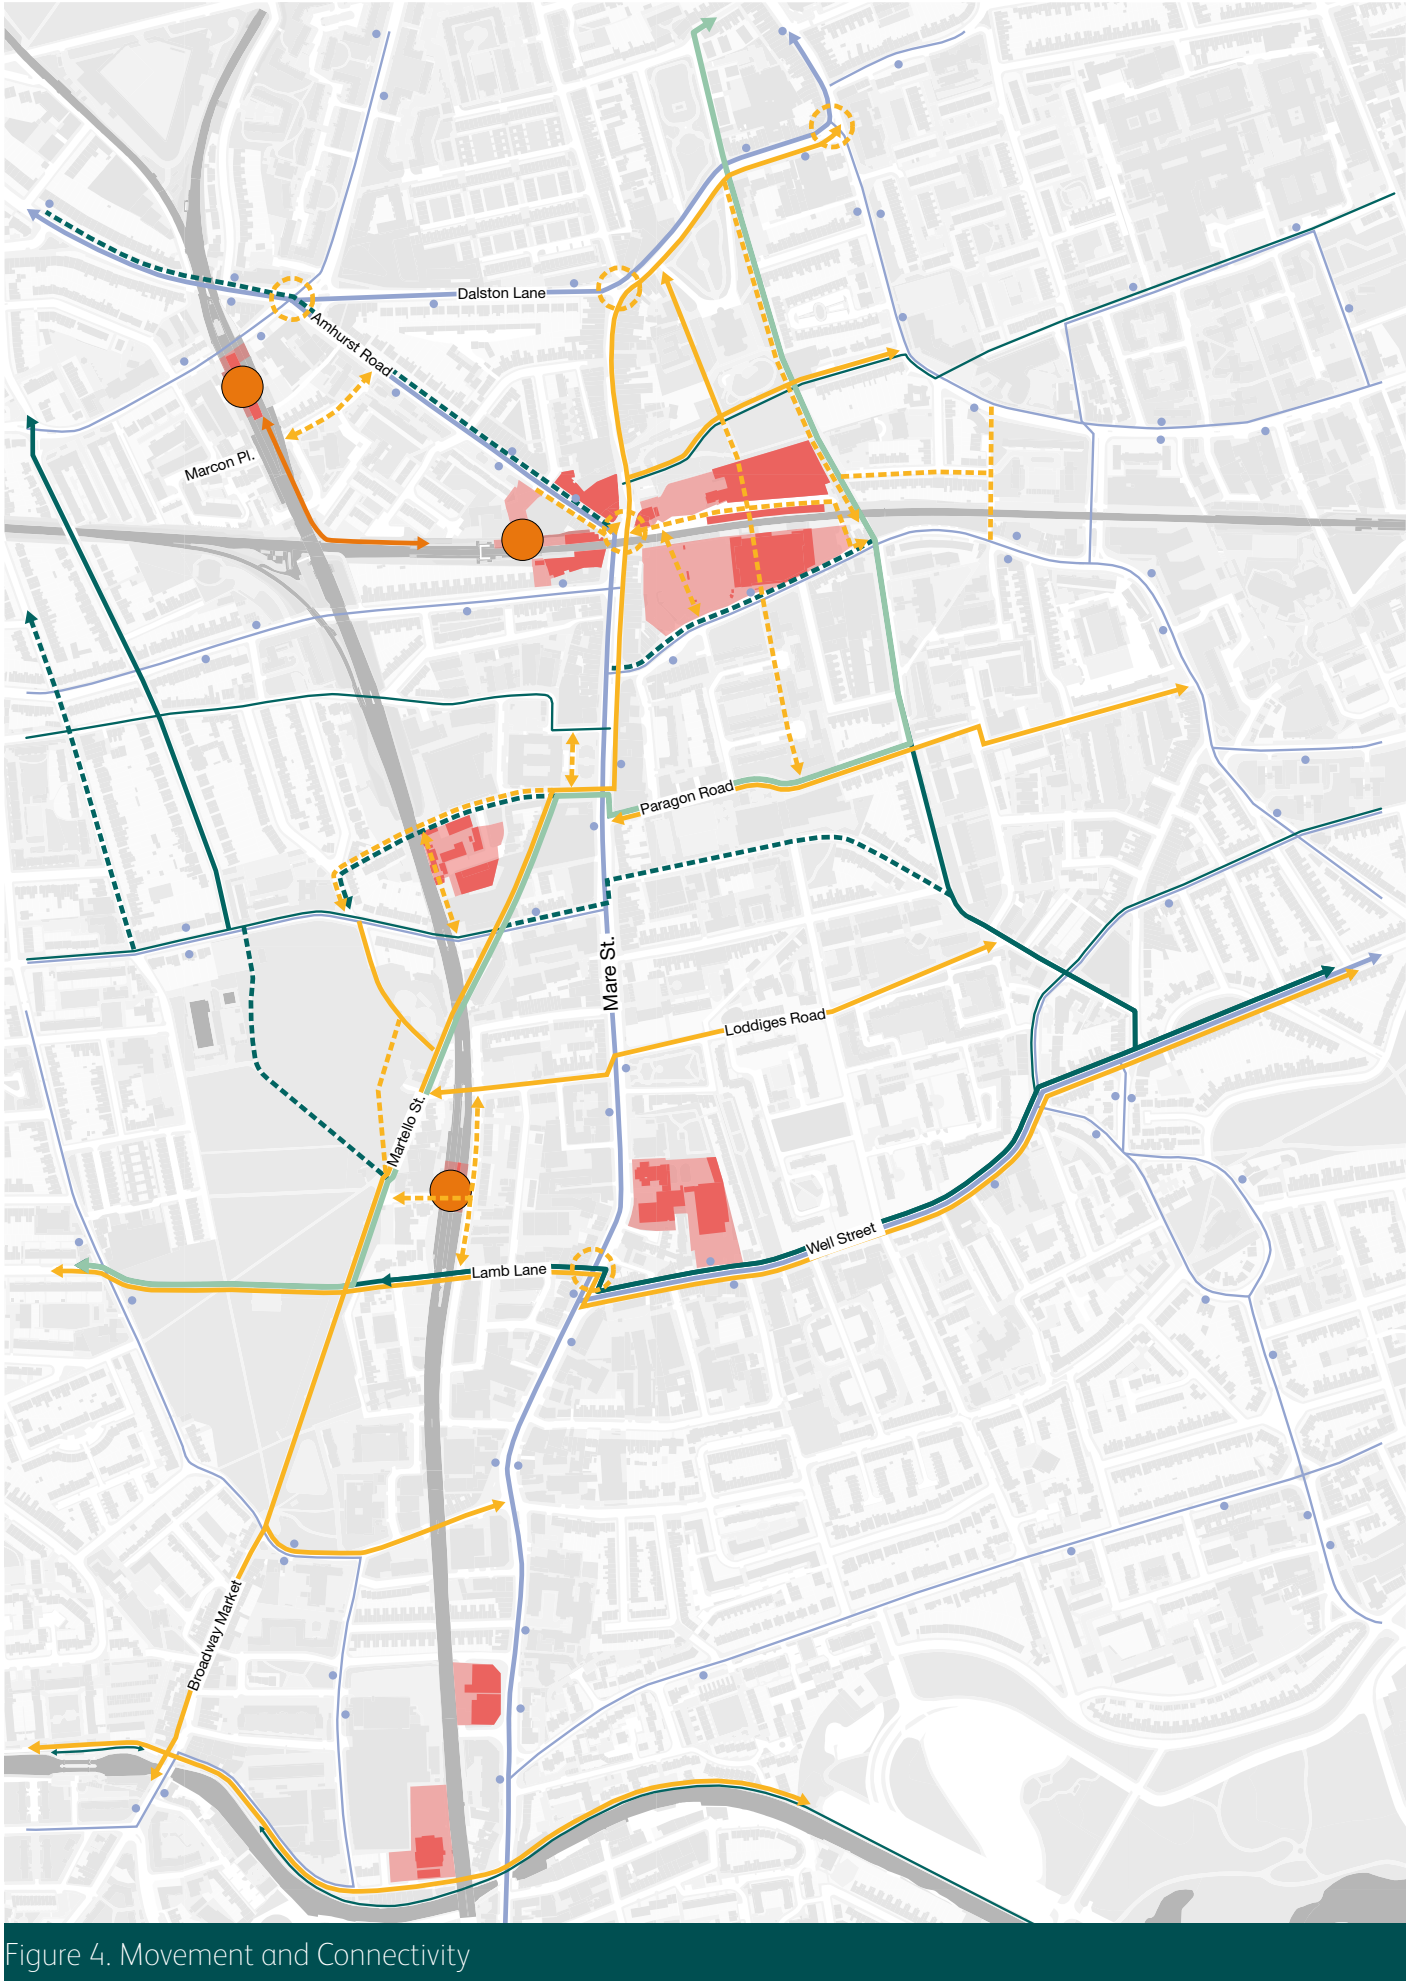 Dalston Lane
Amhurst Road
Marcon Pl.
Paragon Road
Mare St.
Loddiges Road
Martello St.
Well Street
Lamb Lane
Broadway Market
Figure 4. Movement and Connectivity